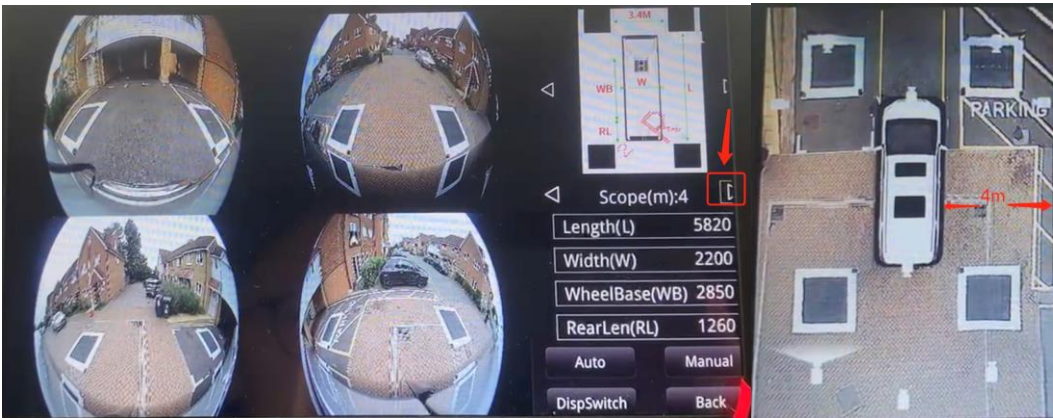 3.4M
WB
W
L
RL
Scope(m):4
Length(L) 5820
Width(W) 2200
WheelBase(WB) 2850
RearLen(RL) 1260
Auto Manual
DispSwitch Back
PARKING
4m